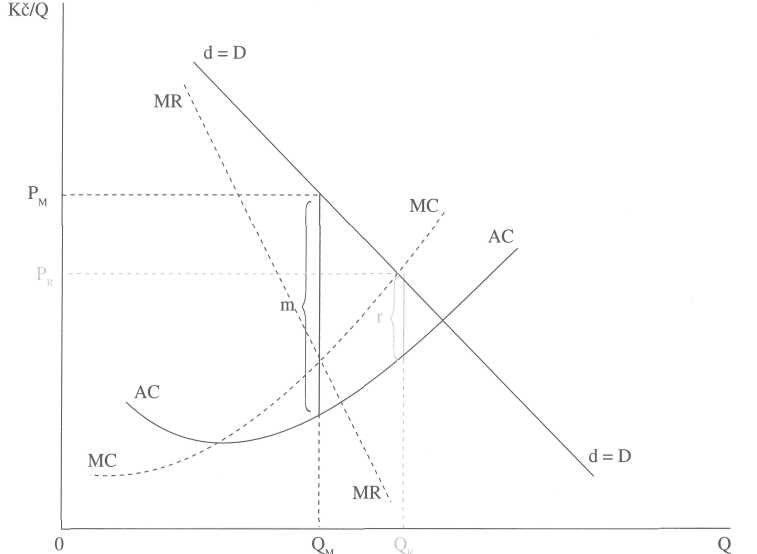 Kč/Q
d = D
MR
P_M
MC
AC
P_R
m
r
AC
MC
d = D
MR
0
Q_M
Q_R
Q